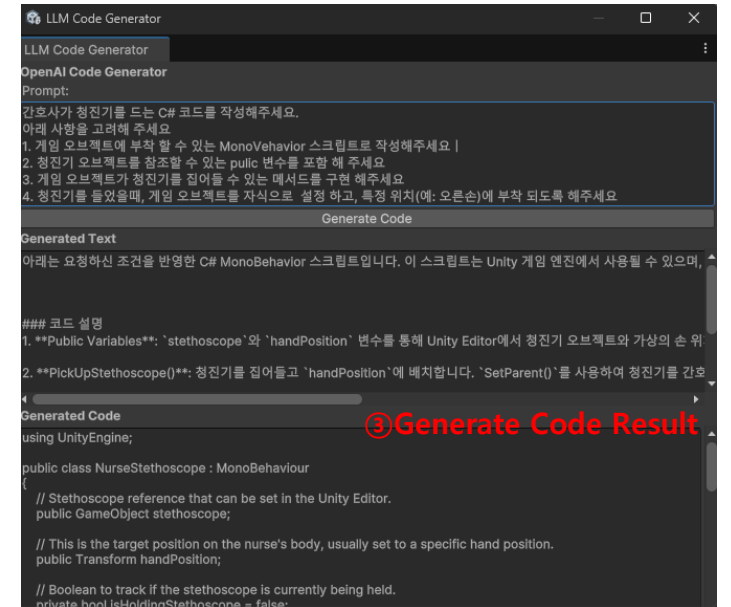 LLM Code Generator
LLM Code Generator
OpenAI Code Generator
Prompt:
간호사가 청진기를 드는 C# 코드를 작성해주세요.
아래 사항을 고려해 주세요
1. 게임 오브젝트에 부착 할 수 있는 MonoVehavior 스크립트로 작성해주세요
2. 청진기 오브젝트를 참조할 수 있는 pulic 변수를 포함 해 주세요
3. 게임 오브젝트가 청진기를 집어들 수 있는 메서드를 구현 해주세요
4. 청진기를 들었을때, 게임 오브젝트를 자식으로 설정 하고, 특정 위치(예: 오른손)에 부착 되도록 해주세요
Generate Code
Generated Text
아래는 요청하신 조건을 반영한 C# MonoBehavior 스크립트입니다. 이 스크립트는 Unity 게임 엔진에서 사용될 수 있으며,
### 코드 설명
1. **Public Variables**: `stethoscope`와 `handPosition` 변수를 통해 Unity Editor에서 청진기 오브젝트와 가상의 손 위
2. **PickUpStethoscope()**: 청진기를 집어들고 `handPosition`에 배치합니다. `SetParent()`를 사용하여 청진기를 간호
Generated Code
③Generate Code Result
using UnityEngine;
public class NurseStethoscope : MonoBehaviour
{
// Stethoscope reference that can be set in the Unity Editor.
public GameObject stethoscope;
// This is the target position on the nurse's body, usually set to a specific hand position.
public Transform handPosition;
// Boolean to track if the stethoscope is currently being held.
private bool isHoldingStethoscope = false;